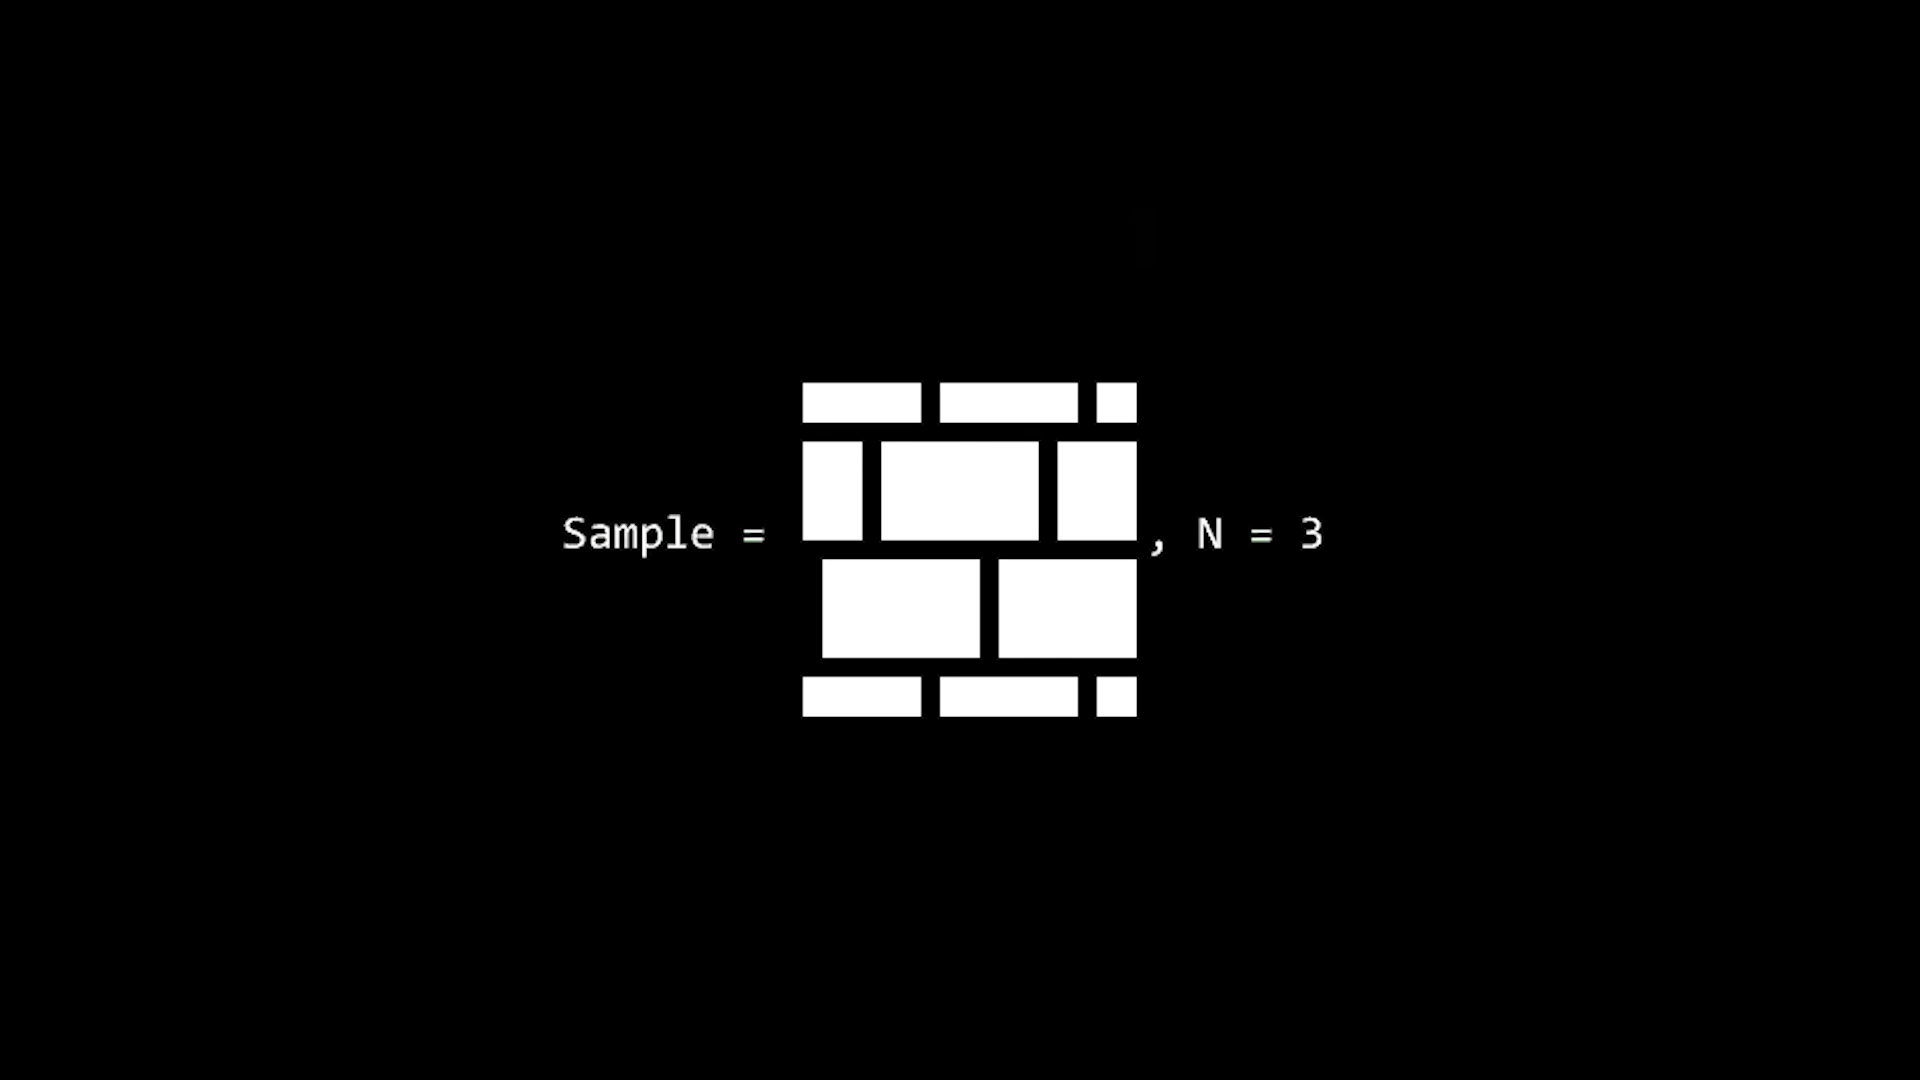 Sample = , N = 3